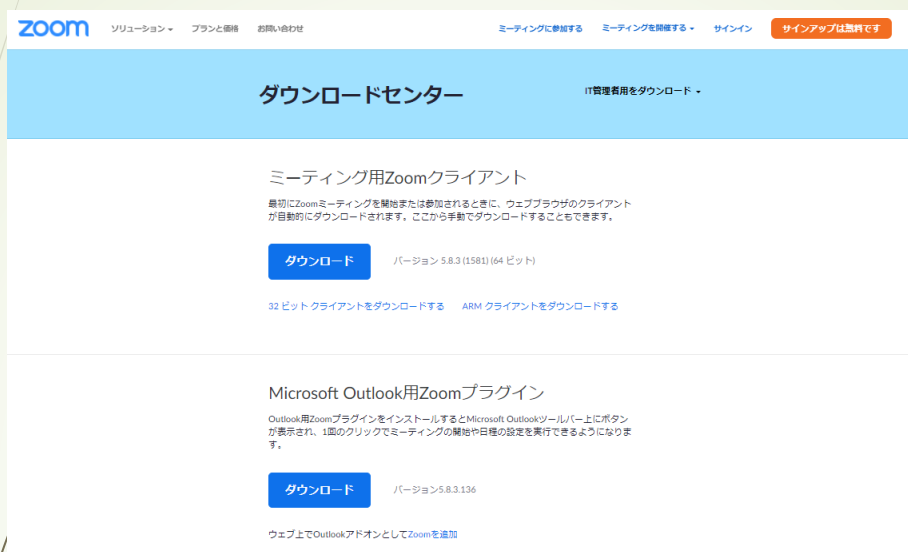 zoom ソリューション プランと価格 お問い合わせ ミーティングに参加する ミーティングを開催する サインイン サインアップは無料です
ダウンロードセンター IT管理者用をダウンロード
ミーティング用Zoomクライアント
最初にZoomミーティングを開始または参加されるときに、ウェブブラウザのクライアント
が自動的にダウンロードされます。ここから手動でダウンロードすることもできます。
ダウンロード バージョン 5.8.3 (1581) (64 ビット)
32 ビット クライアントをダウンロードする ARM クライアントをダウンロードする
Microsoft Outlook用Zoomプラグイン
Outlook用ZoomプラグインをインストールするとMicrosoft Outlookツールバー上にボタン
が表示され、1回のクリックでミーティングの開始や日程の設定を実行できるようになりま
す。
ダウンロード バージョン5.8.3.136
ウェブ上でOutlookアドオンとしてZoomを追加